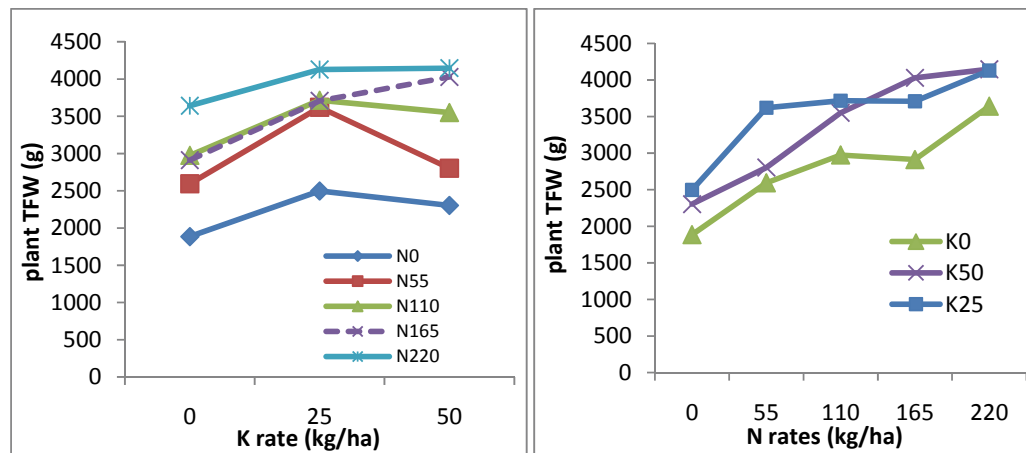 4500
4000
3500
3000
2500
2000
1500
1000
500
0
plant TFW (g)
0 25 50
K rate (kg/ha)
N0
N55
N110
N165
N220
4500
4000
3500
3000
2500
2000
1500
1000
500
0
plant TFW (g)
0 55 110 165 220
N rates (kg/ha)
K0
K50
K25